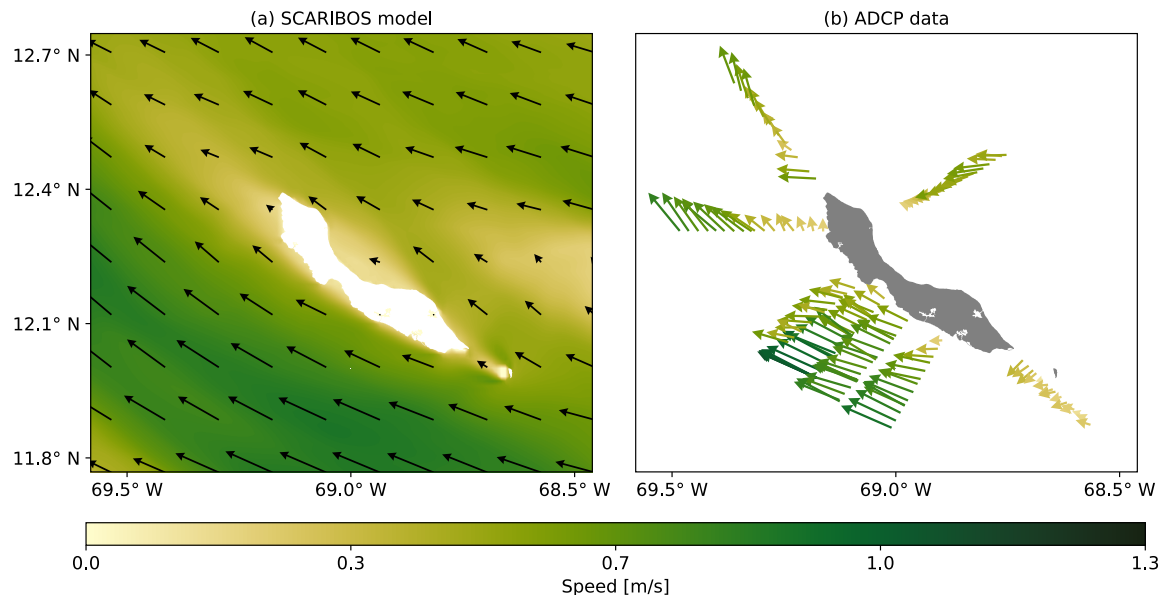 (a) SCARIBOS model
(b) ADCP data
12.7° N
12.4° N
12.1° N
11.8° N
69.5° W
69.0° W
68.5° W
69.5° W
69.0° W
68.5° W
0.0
0.3
0.7
1.0
1.3
Speed [m/s]